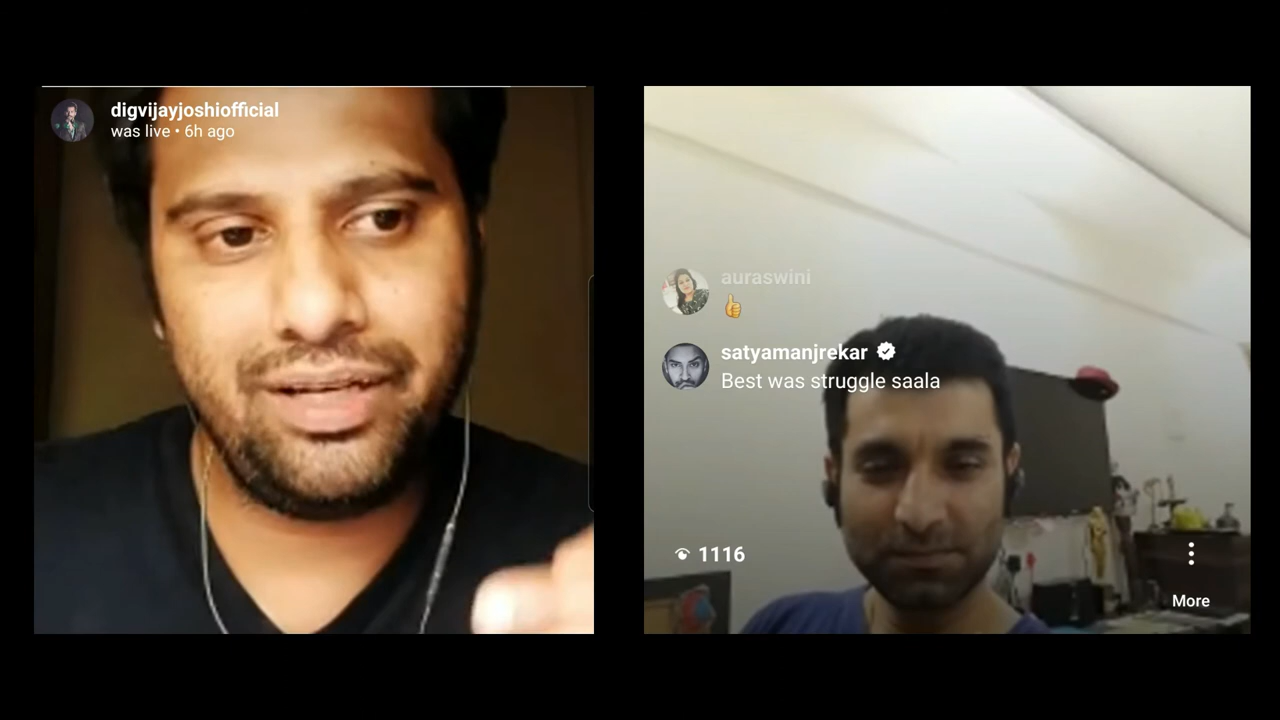 digvijayjoshiofficial
was live • 6h ago
auraswini
👍
satyamanjrekar
Best was struggle saala
1116
More